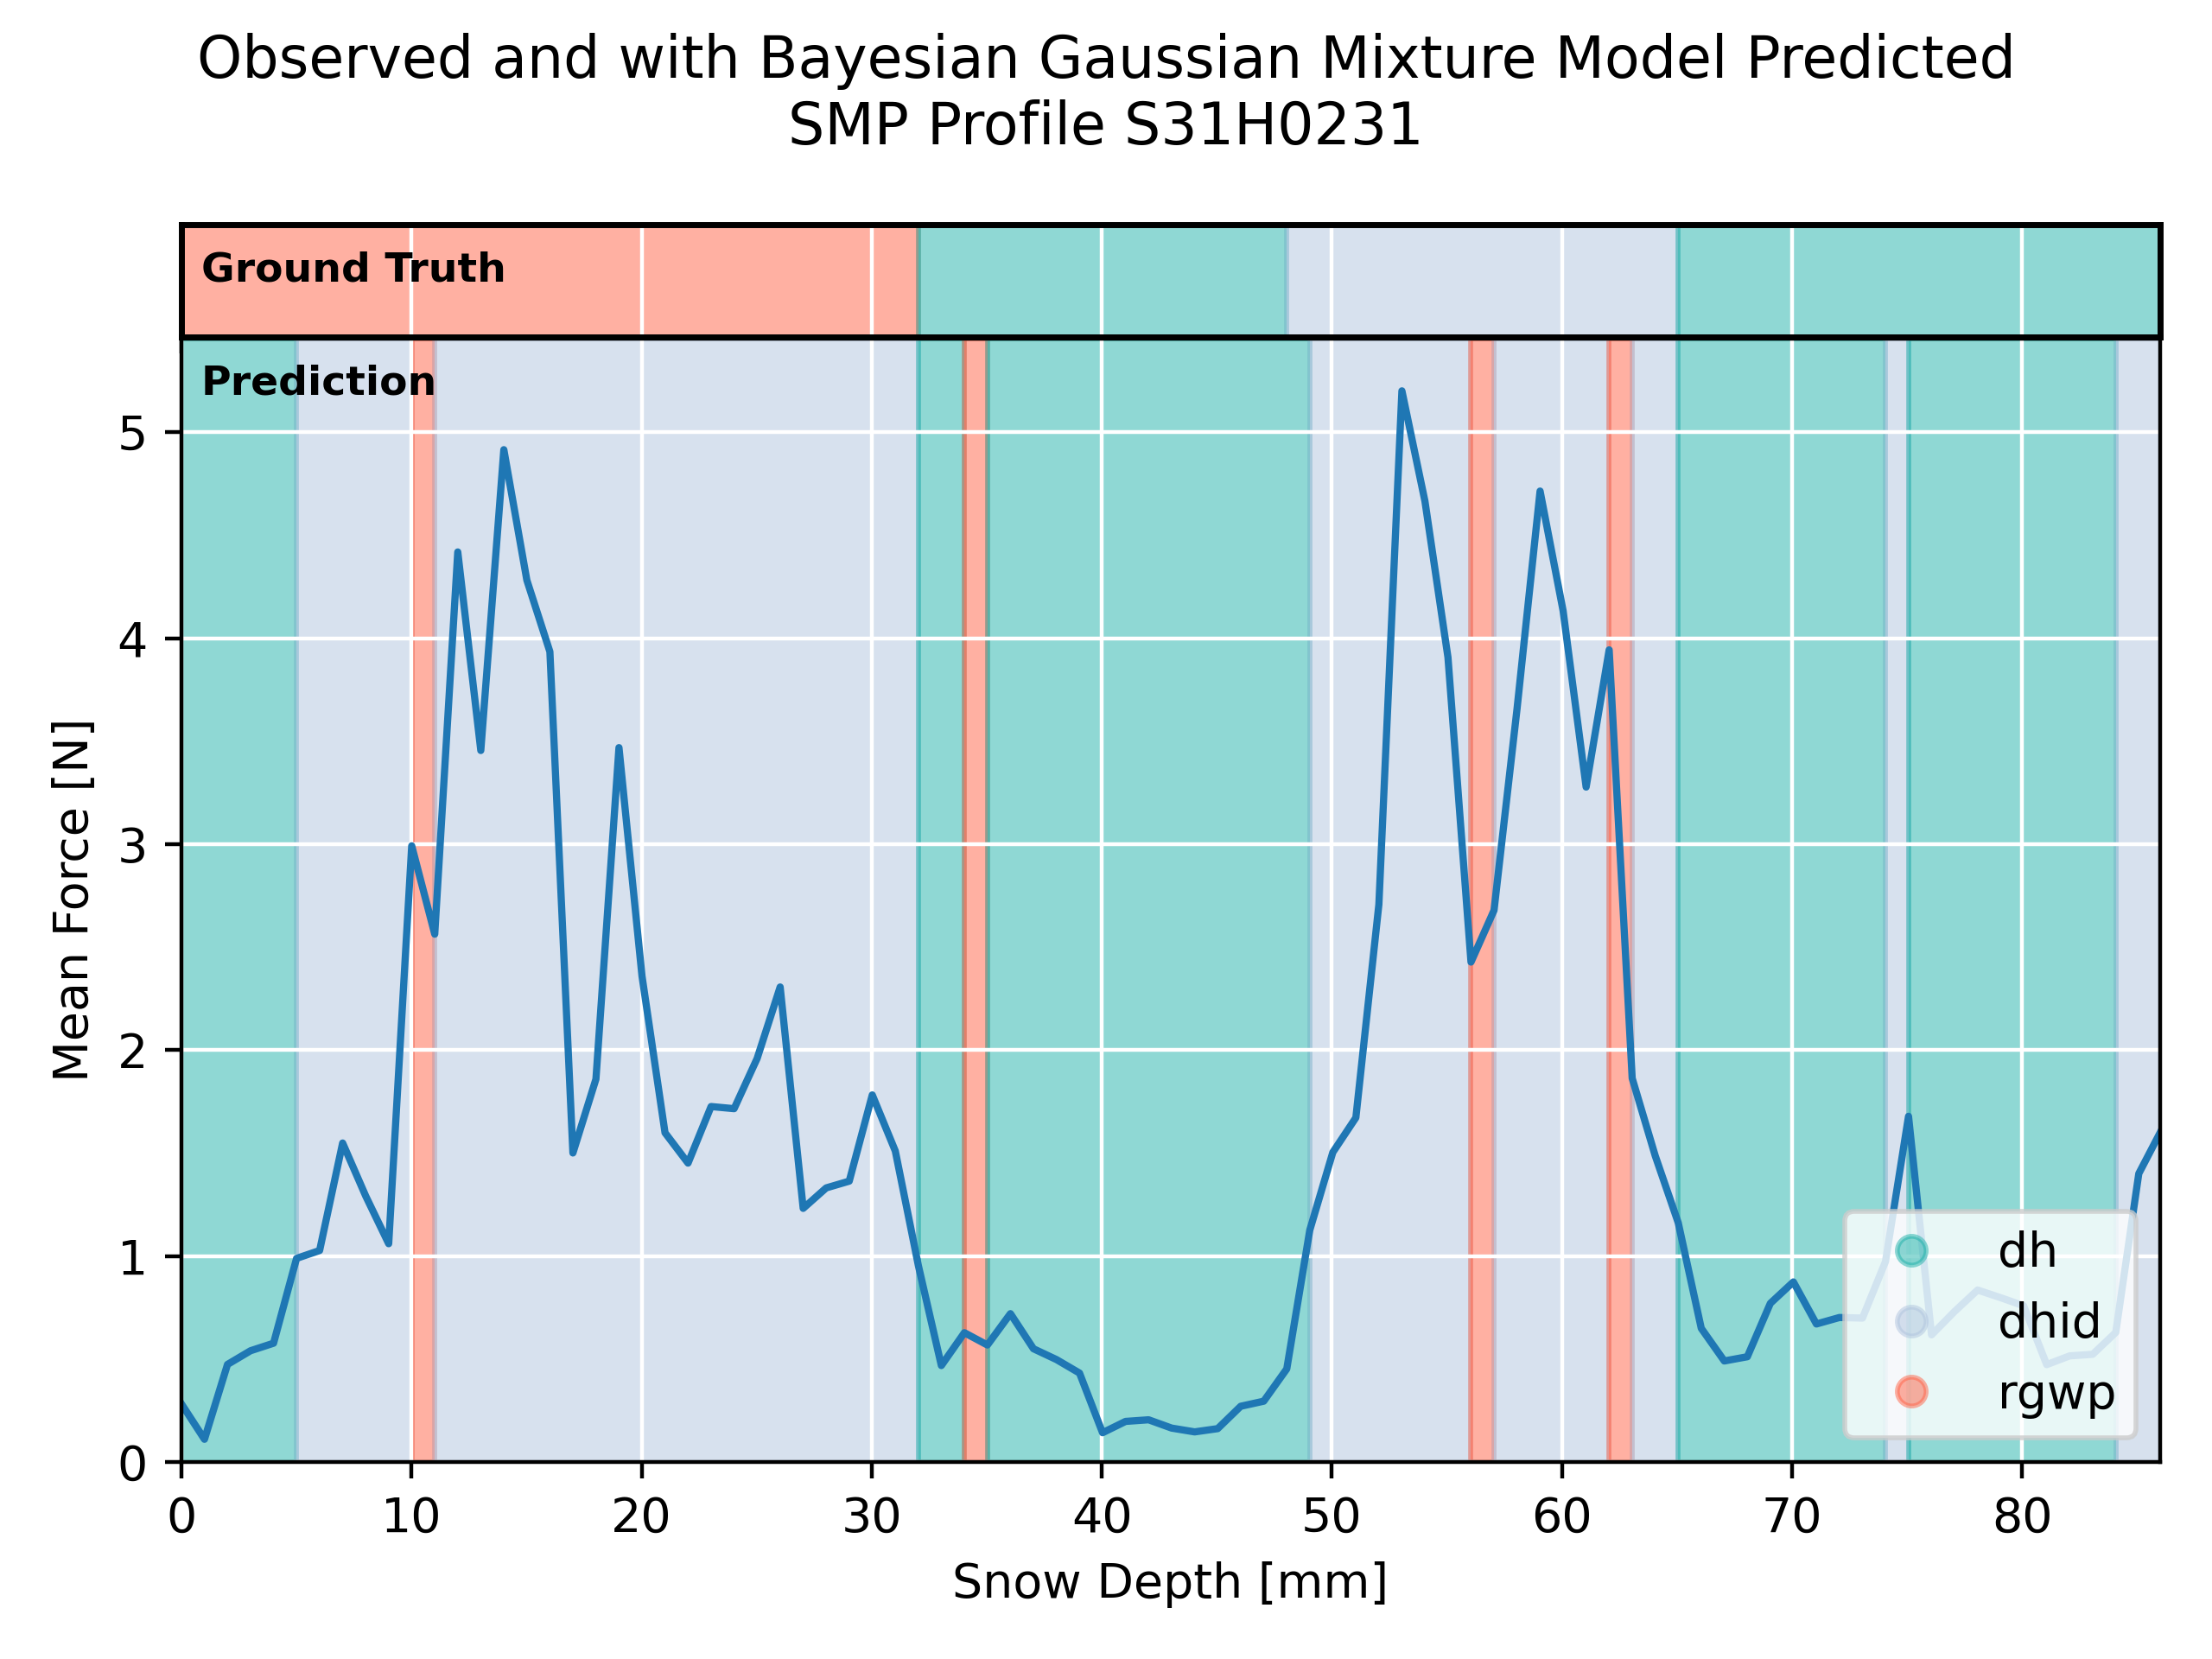 Observed and with Bayesian Gaussian Mixture Model Predicted
SMP Profile S31H0231
Ground Truth
Prediction
5
4
3
2
1
0
Mean Force [N]
dh
dhid
rgwp
0 10 20 30 40 50 60 70 80
Snow Depth [mm]